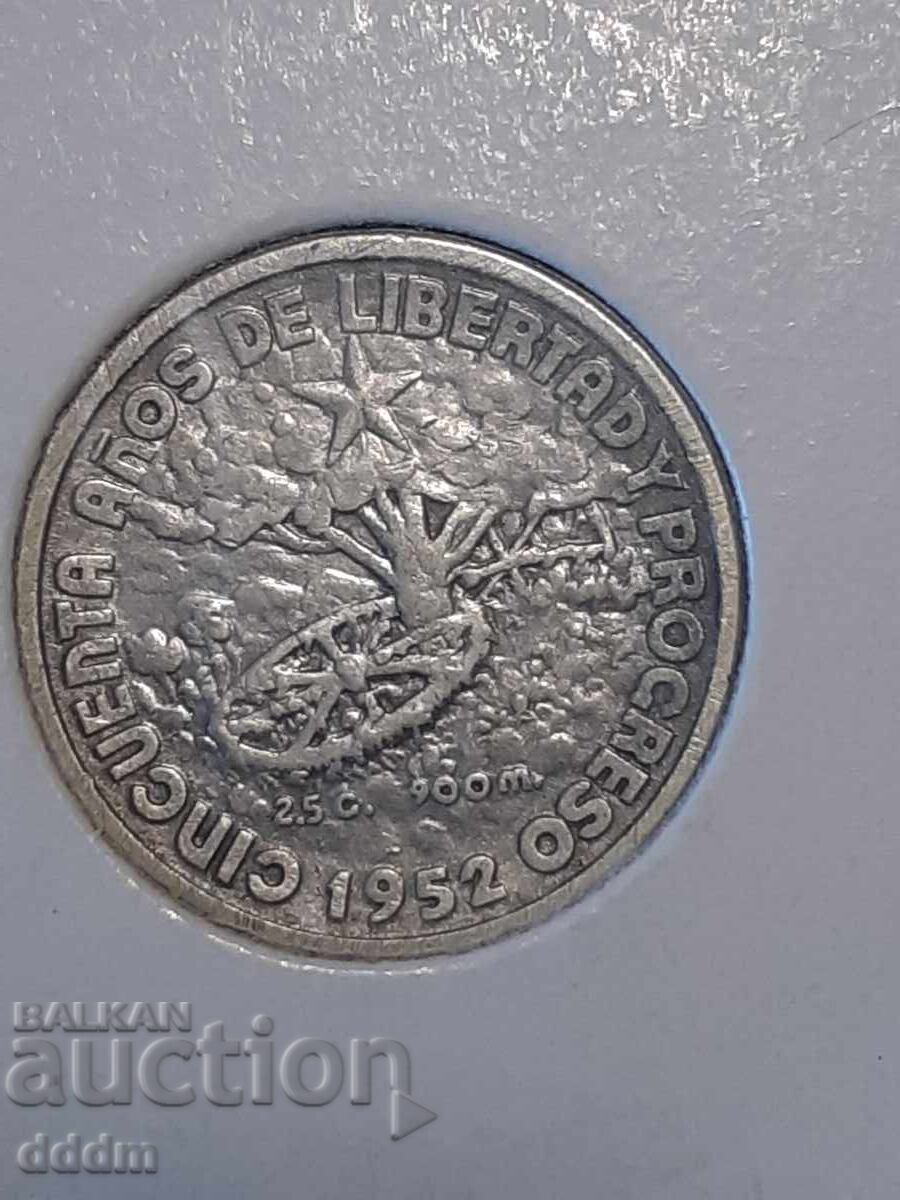 CINCUENTA AÑOS DE LIBERTAD Y PROGRESO
2.5 G. 900 M.
1952
BALKAN
auction
dddm